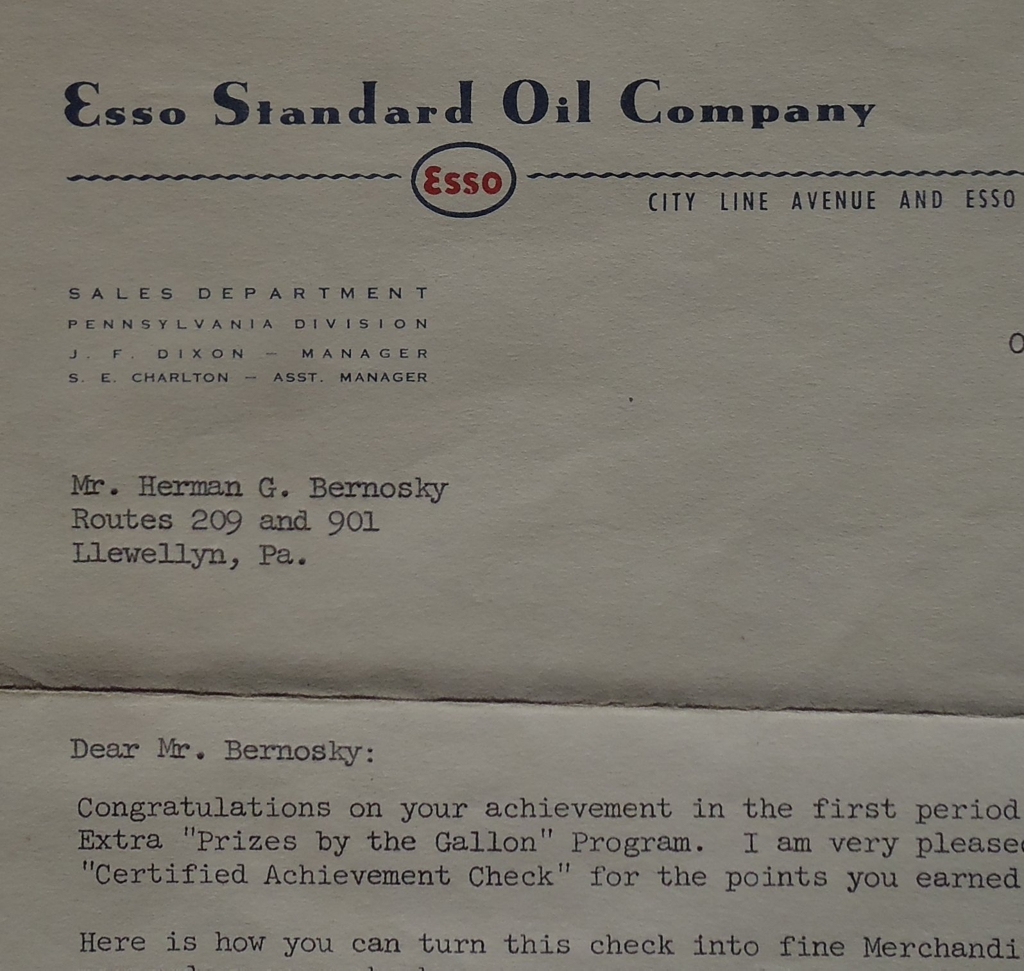 Esso Standard Oil Company
Esso
CITY LINE AVENUE AND ESSO
SALES DEPARTMENT
PENNSYLVANIA DIVISION
J. F. DIXON — MANAGER
S. E. CHARLTON — ASST. MANAGER
Mr. Herman G. Bernosky
Routes 209 and 901
Llewellyn, Pa.
Dear Mr. Bernosky:
Congratulations on your achievement in the first period
Extra "Prizes by the Gallon" Program. I am very pleased
"Certified Achievement Check" for the points you earned
Here is how you can turn this check into fine Merchandi